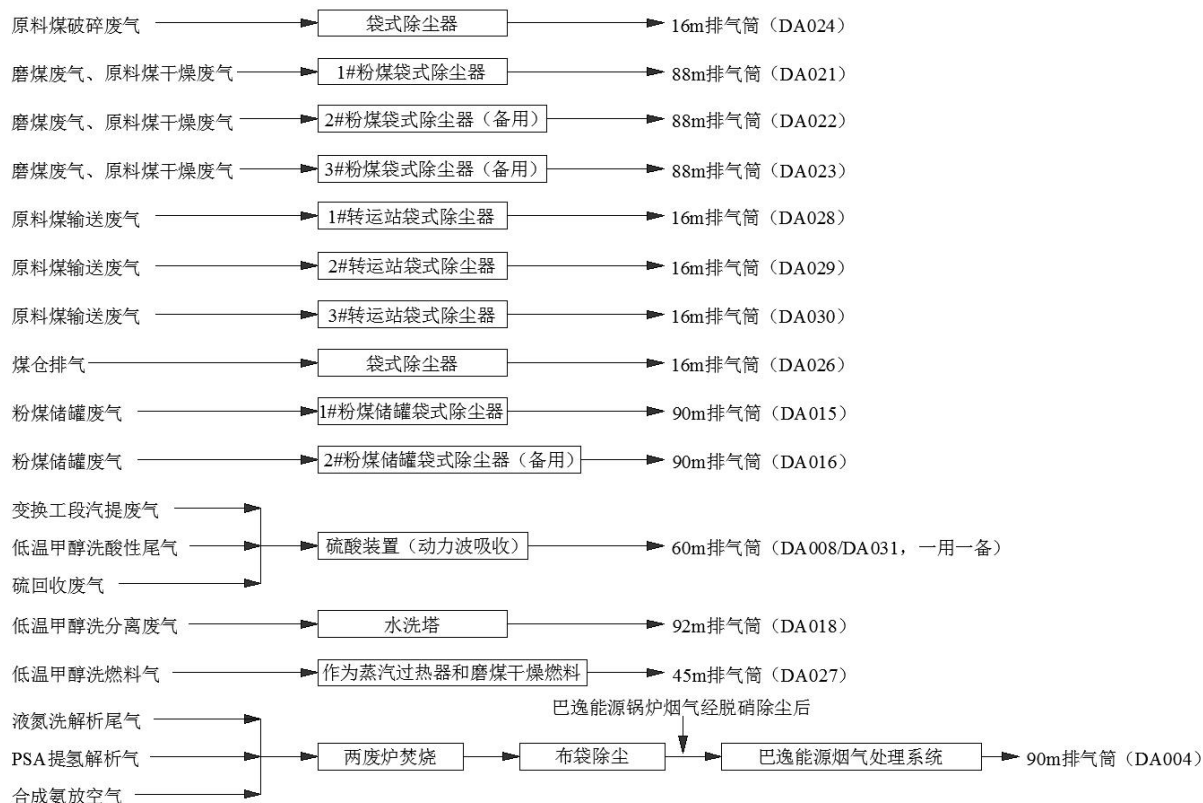 原料煤破碎废气 袋式除尘器 16m排气筒（DA024）
磨煤废气、原料煤干燥废气 1#粉煤袋式除尘器 88m排气筒（DA021）
磨煤废气、原料煤干燥废气 2#粉煤袋式除尘器（备用） 88m排气筒（DA022）
磨煤废气、原料煤干燥废气 3#粉煤袋式除尘器（备用） 88m排气筒（DA023）
原料煤输送废气 1#转运站袋式除尘器 16m排气筒（DA028）
原料煤输送废气 2#转运站袋式除尘器 16m排气筒（DA029）
原料煤输送废气 3#转运站袋式除尘器 16m排气筒（DA030）
煤仓排气 袋式除尘器 16m排气筒（DA026）
粉煤储罐废气 1#粉煤储罐袋式除尘器 90m排气筒（DA015）
粉煤储罐废气 2#粉煤储罐袋式除尘器（备用） 90m排气筒（DA016）
变换工段汽提废气
低温甲醇洗酸性尾气 硫酸装置（动力波吸收） 60m排气筒（DA008/DA031，一用一备）
硫回收废气
低温甲醇洗分离废气 水洗塔 92m排气筒（DA018）
低温甲醇洗燃料气 作为蒸汽过热器和磨煤干燥燃料 45m排气筒（DA027）
巴逸能源锅炉烟气经脱硝除尘后
液氮洗解析尾气
PSA提氢解析气 两废炉焚烧 布袋除尘 巴逸能源烟气处理系统 90m排气筒（DA004）
合成氨放空气